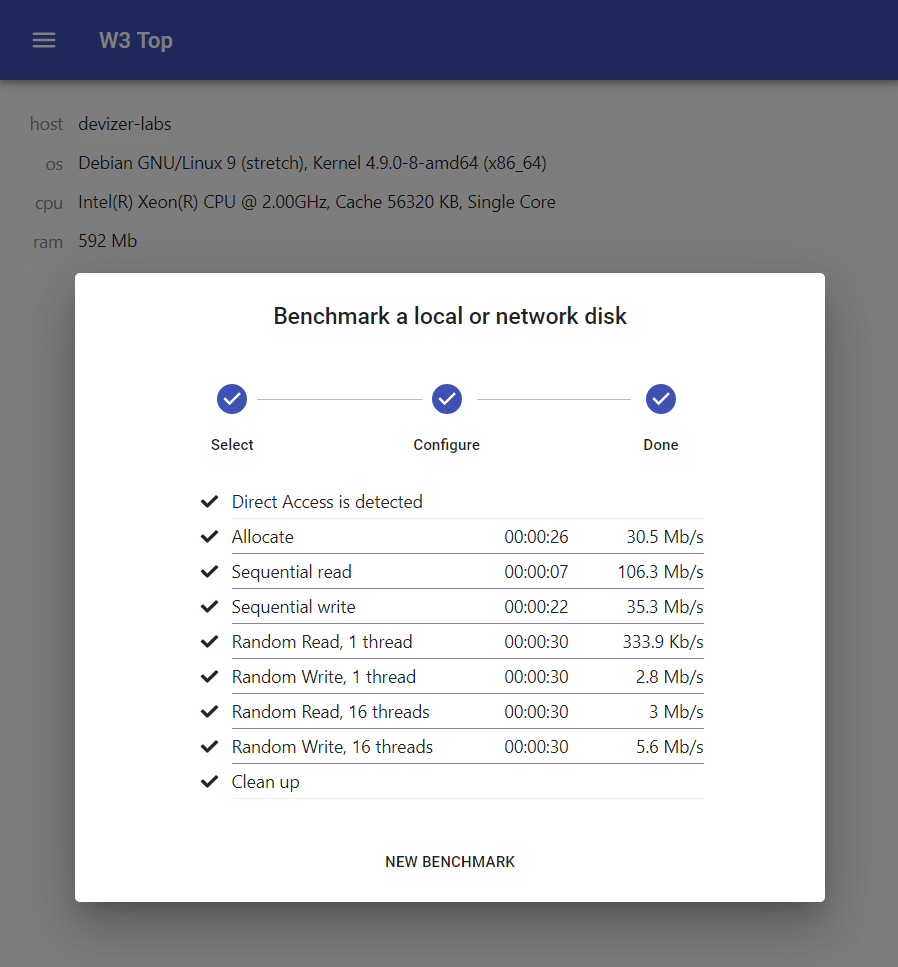 W3 Top
host devizer-labs
os Debian GNU/Linux 9 (stretch), Kernel 4.9.0-8-amd64 (x86_64)
cpu Intel(R) Xeon(R) CPU @ 2.00GHz, Cache 56320 KB, Single Core
ram 592 Mb
Benchmark a local or network disk
Select Configure Done
Direct Access is detected
Allocate 00:00:26 30.5 Mb/s
Sequential read 00:00:07 106.3 Mb/s
Sequential write 00:00:22 35.3 Mb/s
Random Read, 1 thread 00:00:30 333.9 Kb/s
Random Write, 1 thread 00:00:30 2.8 Mb/s
Random Read, 16 threads 00:00:30 3 Mb/s
Random Write, 16 threads 00:00:30 5.6 Mb/s
Clean up
NEW BENCHMARK